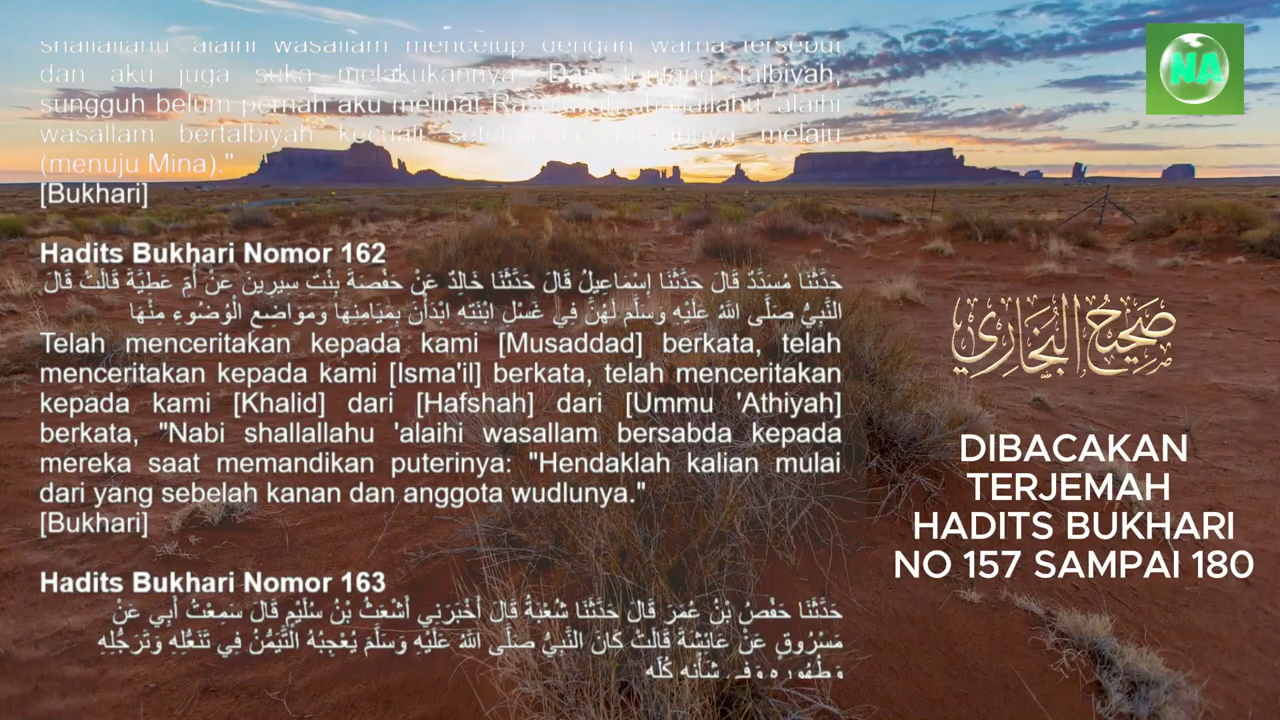 shallallahu 'alaihi wasallam mencelup dengan warna tersebut
dan aku juga suka melakukannya. Dan tentang talbiyah,
sungguh belum pernah aku melihat Rasulullah shallallahu 'alaihi
wasallam bertalbiyah kecuali setelah kendaraannya melaju
(menuju Mina)."
[Bukhari]
Hadits Bukhari Nomor 162
حَدَّثَنَا مُسَدَّدٌ قَالَ حَدَّثَنَا إِسْمَاعِيلُ قَالَ حَدَّثَنَا خَالِدٌ عَنْ حَفْصَةَ بِنْتِ سِيرِينَ عَنْ أُمِّ عَطِيَّةَ قَالَتْ قَالَ
النَّبِيُّ صَلَّى اللَّهُ عَلَيْهِ وَسَلَّمَ لَهُنَّ فِي غَسْلِ ابْنَتِهِ ابْدَأْنَ بِمَيَامِنِهَا وَمَوَاضِعِ الْوُضُوءِ مِنْهَا
Telah menceritakan kepada kami [Musaddad] berkata, telah
menceritakan kepada kami [Isma'il] berkata, telah menceritakan
kepada kami [Khalid] dari [Hafshah] dari [Ummu 'Athiyah]
berkata, "Nabi shallallahu 'alaihi wasallam bersabda kepada
mereka saat memandikan puterinya: "Hendaklah kalian mulai
dari yang sebelah kanan dan anggota wudlunya."
[Bukhari]
Hadits Bukhari Nomor 163
حَدَّثَنَا حَفْصُ بْنُ عُمَرَ قَالَ حَدَّثَنَا شُعْبَةُ قَالَ أَخْبَرَنِي أَشْعَثُ بْنُ سُلَيْمٍ قَالَ سَمِعْتُ أَبِي عَنْ
مَسْرُوقٍ عَنْ عَائِشَةَ قَالَتْ كَانَ النَّبِيُّ صَلَّى اللَّهُ عَلَيْهِ وَسَلَّمَ يُعْجِبُهُ التَّيَمُّنُ فِي تَنَعُّلِهِ وَتَرَجُّلِهِ
وَطُهُورِهِ وَفِي شَأْنِهِ كُلِّهِ
NA
صَحِيْحُ الْبُخَارِيِّ
DIBACAKAN
TERJEMAH
HADITS BUKHARI
NO 157 SAMPAI 180